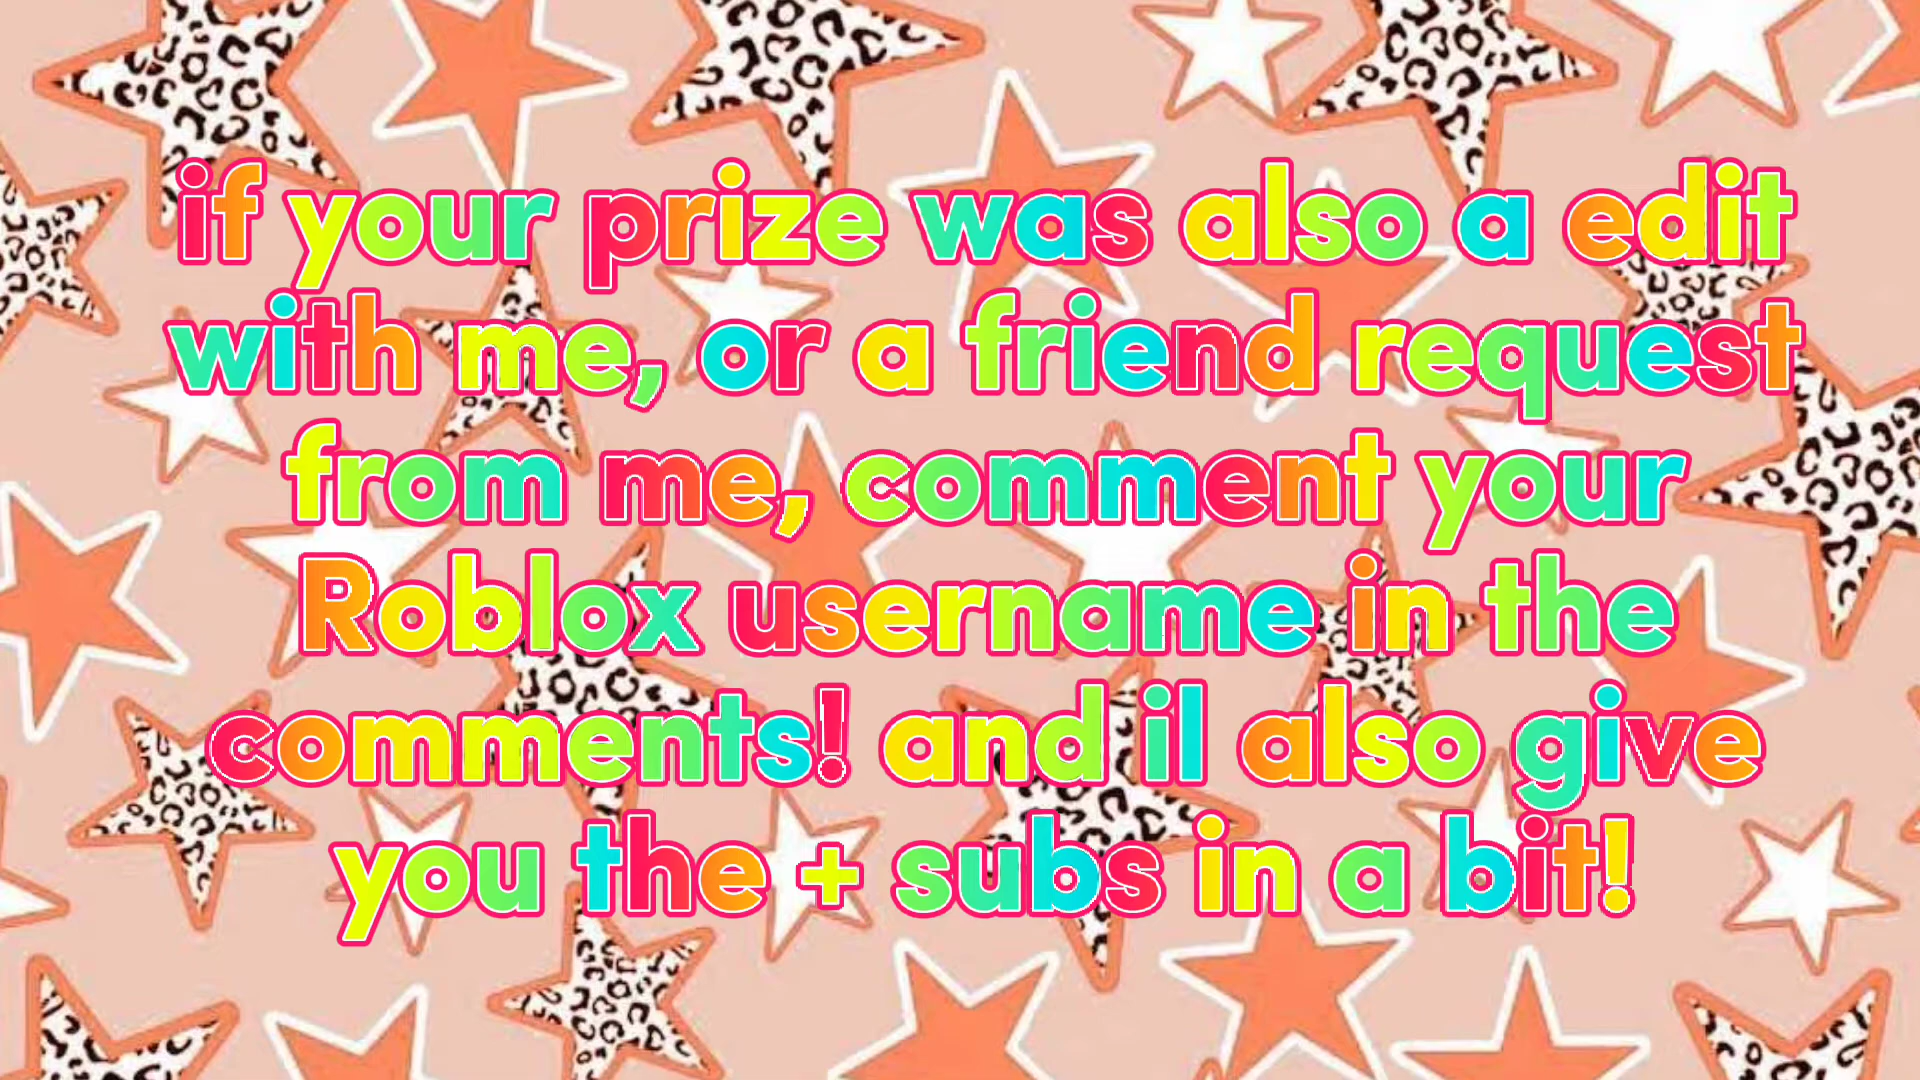 if your prize was also a edit
with me, or a friend request
from me, comment your
Roblox username in the
comments! and il also give
you the + subs in a bit!